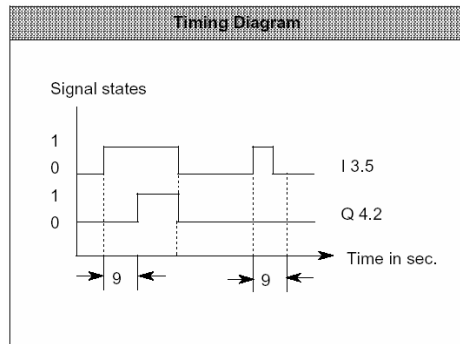 Timing Diagram
Signal states
1
0
I 3.5
1
0
Q 4.2
Time in sec.
9
9